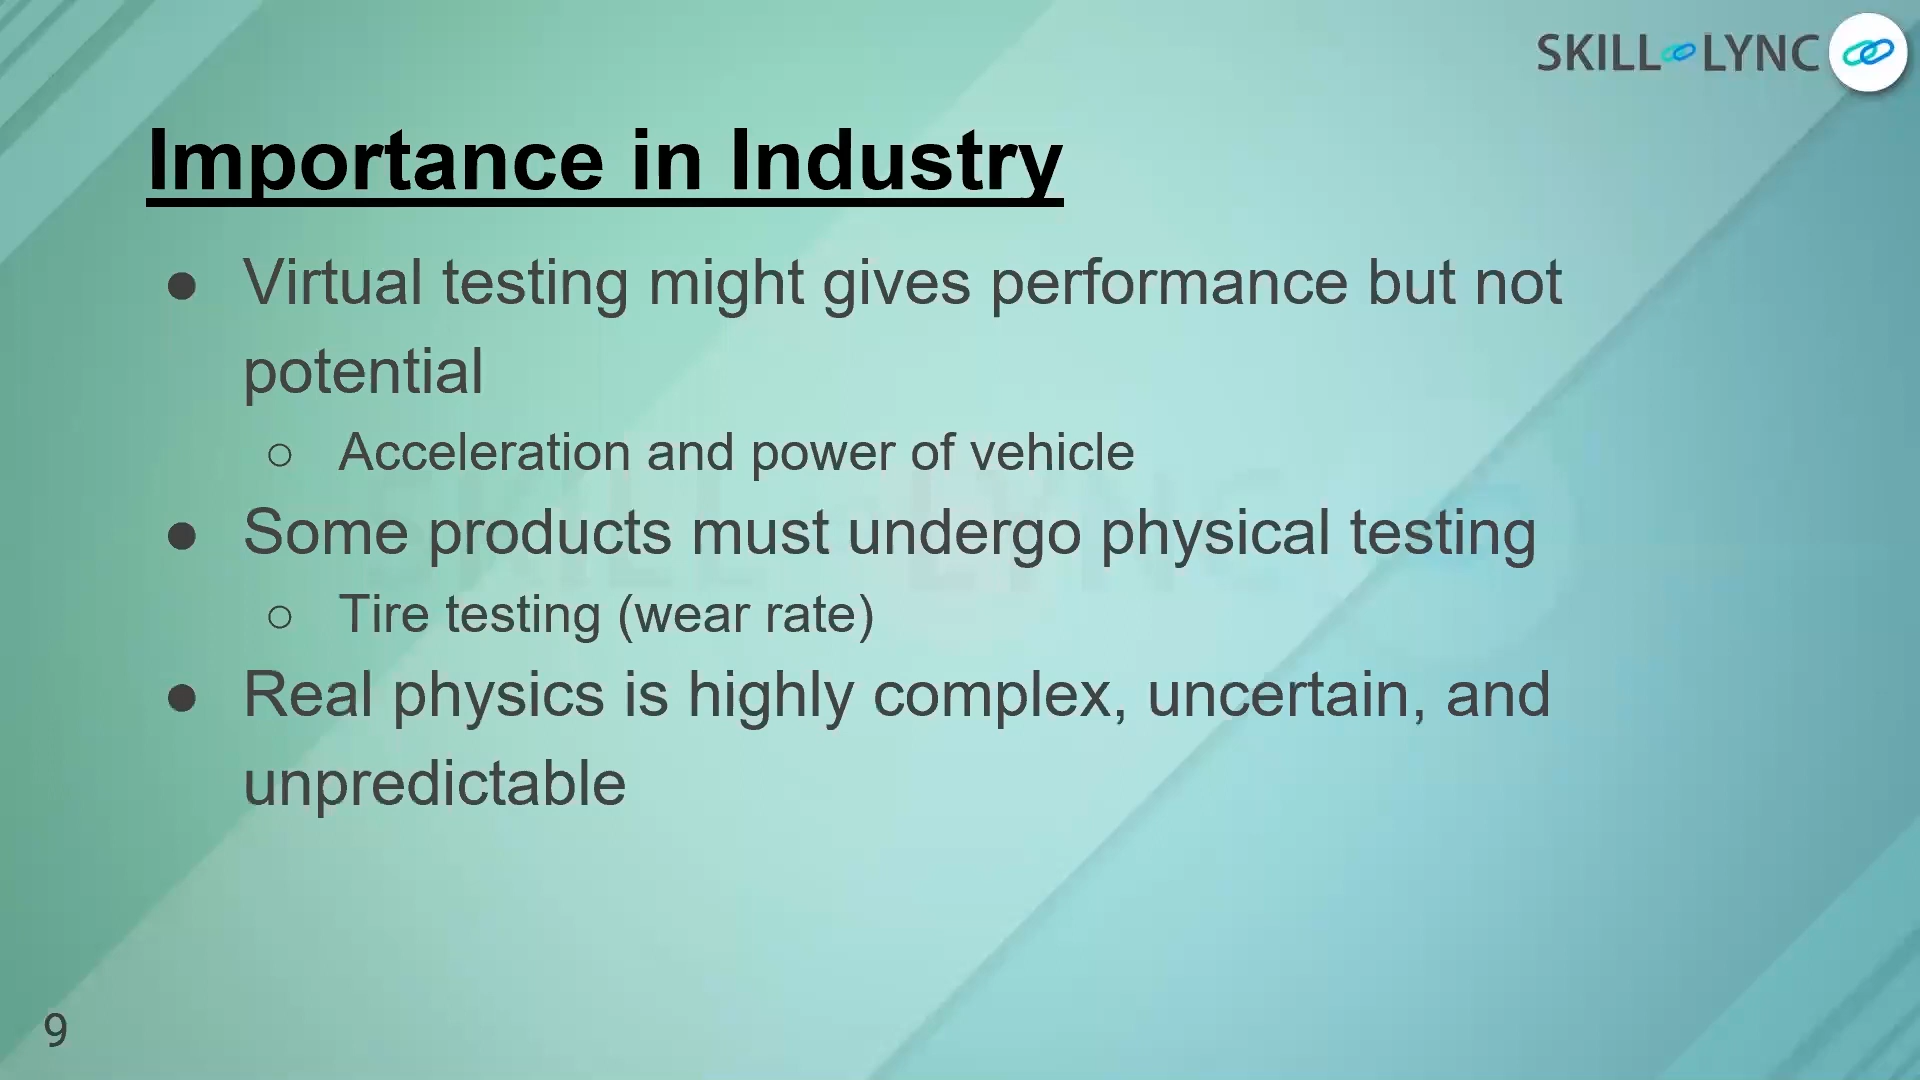 SKILL LYNC
Importance in Industry
● Virtual testing might gives performance but not
potential
○ Acceleration and power of vehicle
● Some products must undergo physical testing
○ Tire testing (wear rate)
● Real physics is highly complex, uncertain, and
unpredictable
9